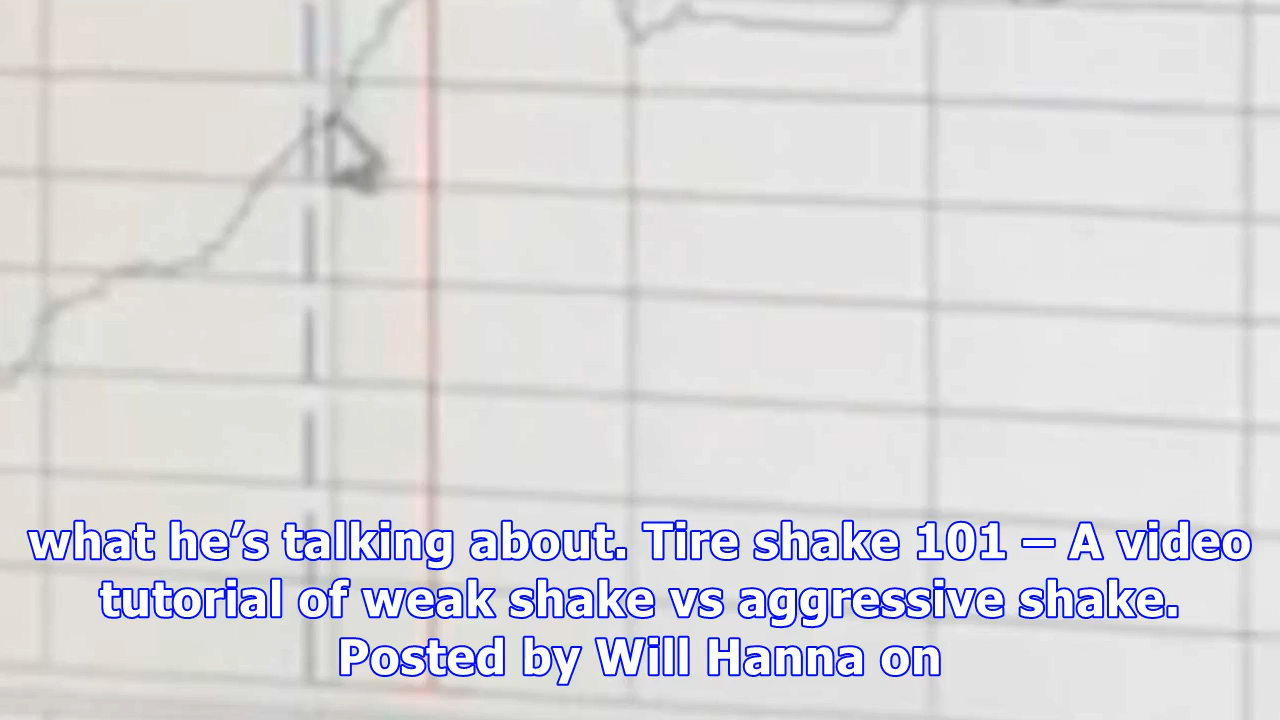 what he’s talking about. Tire shake 101 – A video
tutorial of weak shake vs aggressive shake.
Posted by Will Hanna on